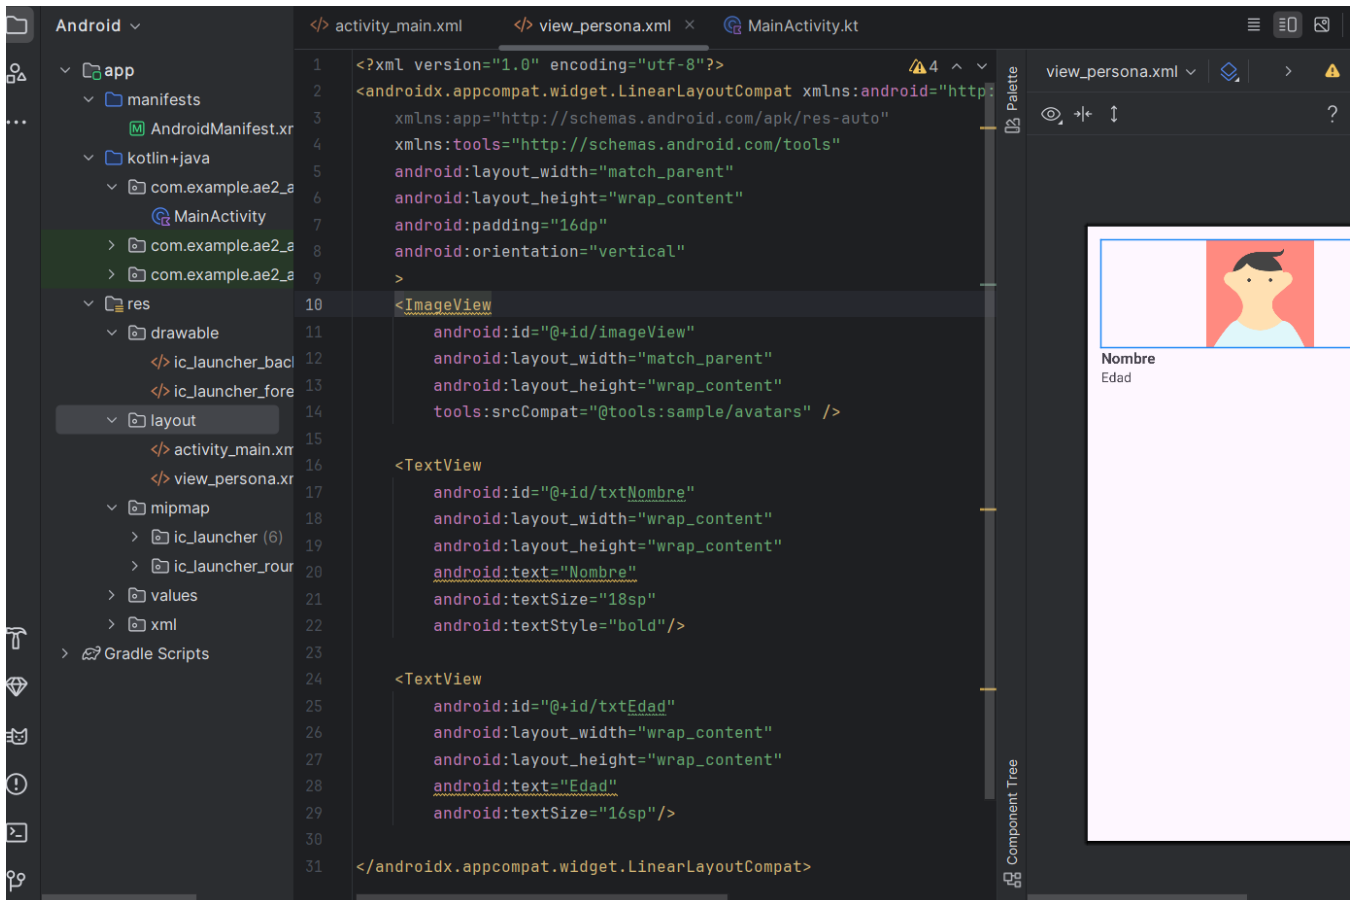 Android
activity_main.xml
view_persona.xml
MainActivity.kt
app
manifests
AndroidManifest.xr
kotlin+java
com.example.ae2_a
MainActivity
com.example.ae2_a
com.example.ae2_a
res
drawable
ic_launcher_bac
ic_launcher_fore
layout
activity_main.xm
view_persona.xr
mipmap
ic_launcher (6)
ic_launcher_rour
values
xml
Gradle Scripts
4
1 <?xml version="1.0" encoding="utf-8"?>
2 <androidx.appcompat.widget.LinearLayoutCompat xmlns:android="http:
3 xmlns:app="http://schemas.android.com/apk/res-auto"
4 xmlns:tools="http://schemas.android.com/tools"
5 android:layout_width="match_parent"
6 android:layout_height="wrap_content"
7 android:padding="16dp"
8 android:orientation="vertical"
9 >
10 <ImageView
11 android:id="@+id/imageView"
12 android:layout_width="match_parent"
13 android:layout_height="wrap_content"
14 tools:srcCompat="@tools:sample/avatars" />
15
16 <TextView
17 android:id="@+id/txtNombre"
18 android:layout_width="wrap_content"
19 android:layout_height="wrap_content"
20 android:text="Nombre"
21 android:textSize="18sp"
22 android:textStyle="bold"/>
23
24 <TextView
25 android:id="@+id/txtEdad"
26 android:layout_width="wrap_content"
27 android:layout_height="wrap_content"
28 android:text="Edad"
29 android:textSize="16sp"/>
30
31 </androidx.appcompat.widget.LinearLayoutCompat>
Palette
Component Tree
view_persona.xml
?
Nombre
Edad